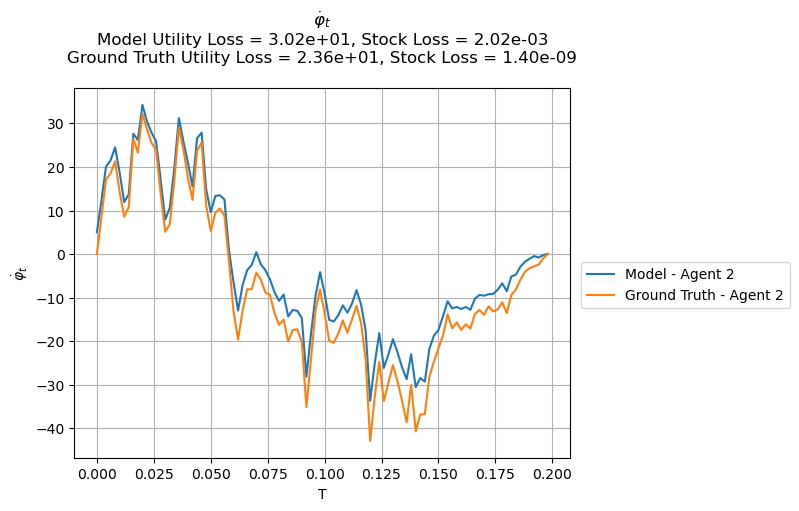 φ̇ₜ
Model Utility Loss = 3.02e+01, Stock Loss = 2.02e-03
Ground Truth Utility Loss = 2.36e+01, Stock Loss = 1.40e-09
30
20
10
0
−10
−20
−30
−40
φ̇ₜ
0.000 0.025 0.050 0.075 0.100 0.125 0.150 0.175 0.200
T
Model - Agent 2
Ground Truth - Agent 2